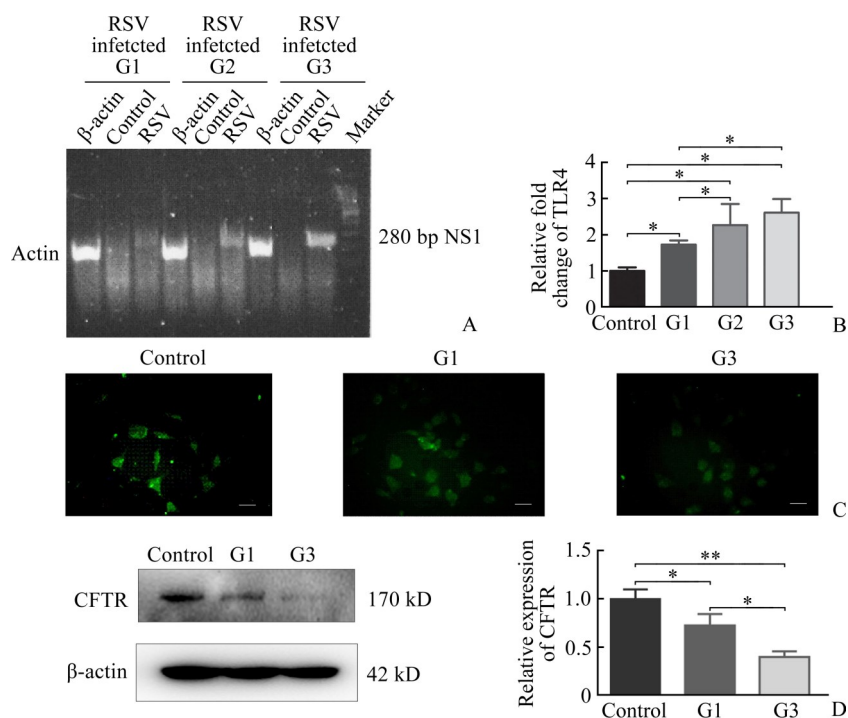 RSV RSV RSV
infetcted infetcted infetcted
G1 G2 G3
β-actin Control RSV β-actin Control RSV β-actin Control RSV Marker
Actin
280 bp NS1
A
Relative fold
change of TLR4
4
3
2
1
0
* * * * *
Control G1 G2 G3
B
Control G1 G3
C
Control G1 G3
CFTR 170 kD
β-actin 42 kD
Relative expression
of CFTR
1.5
1.0
0.5
0
** * *
Control G1 G3
D